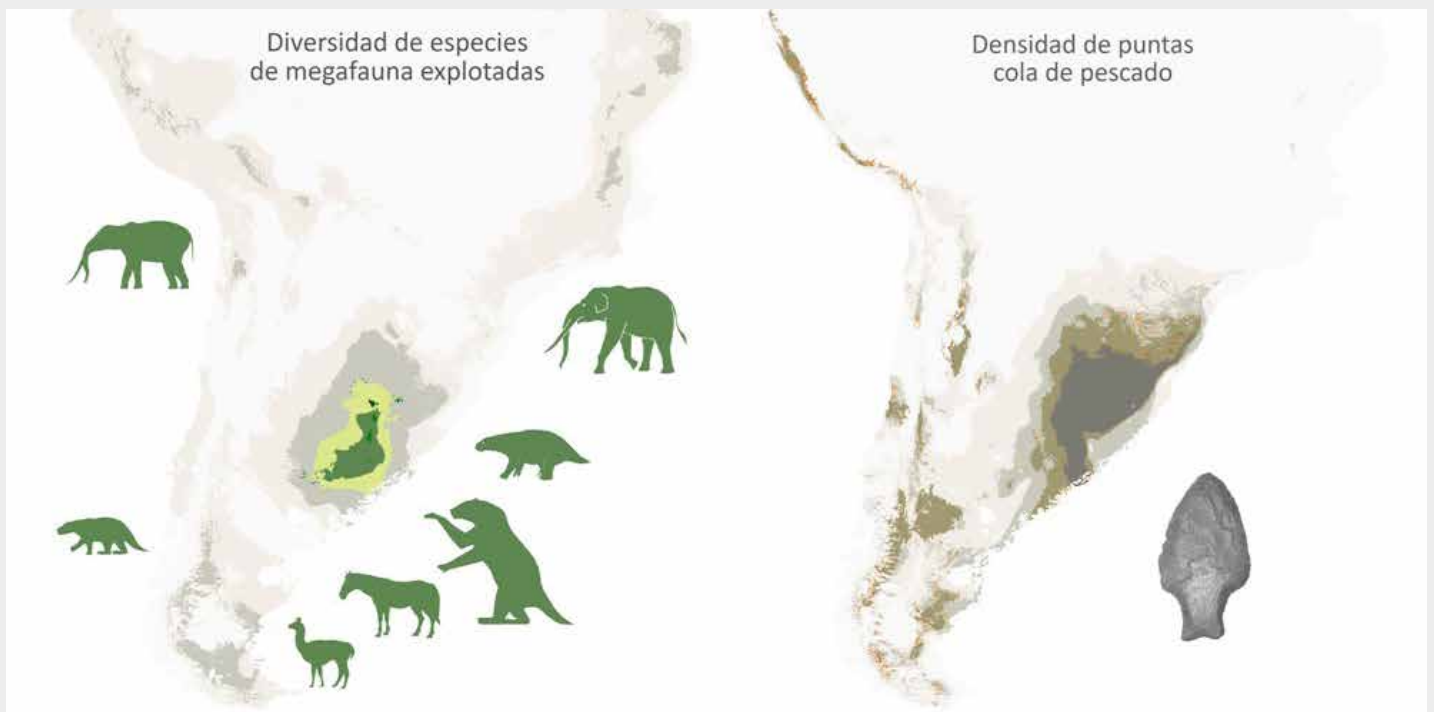 Diversidad de especies
de megafauna explotadas
Densidad de puntas
cola de pescado